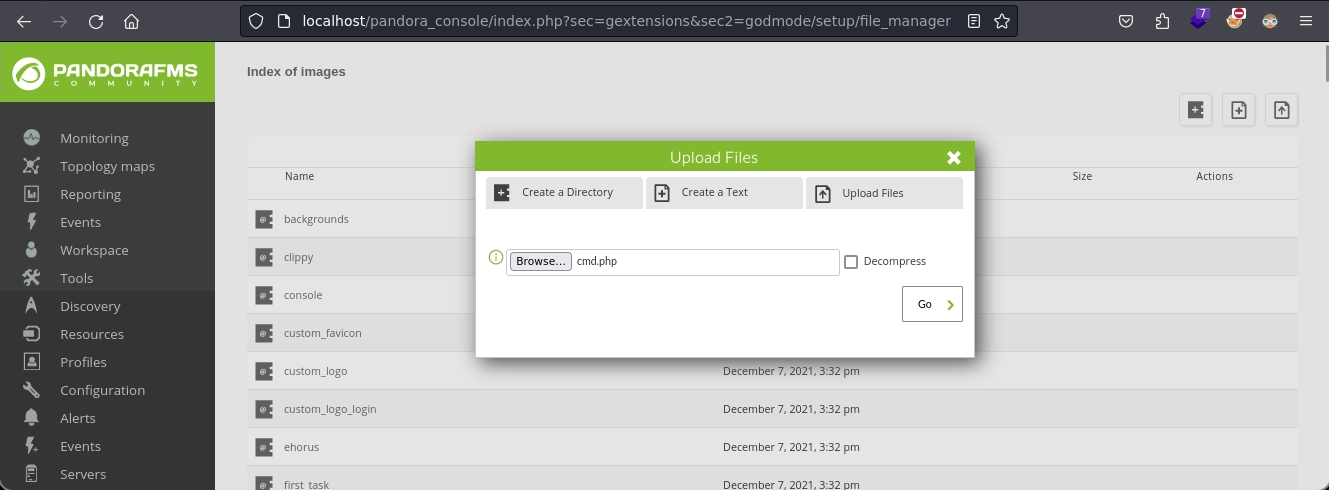 localhost/pandora_console/index.php?sec=gextensions&sec2=godmode/setup/file_manager
7
PANDORAFMS
COMMUNITY
Index of images
Monitoring
Topology maps
Reporting
Events
Workspace
Tools
Discovery
Resources
Profiles
Configuration
Alerts
Events
Servers
Upload Files
Create a Directory
Create a Text
Upload Files
Browse... cmd.php
Decompress
Go
Name Size Actions
backgrounds
clippy
console
custom_favicon
custom_logo December 7, 2021, 3:32 pm
custom_logo_login December 7, 2021, 3:32 pm
ehorus December 7, 2021, 3:32 pm
first_task December 7, 2021, 3:32 pm